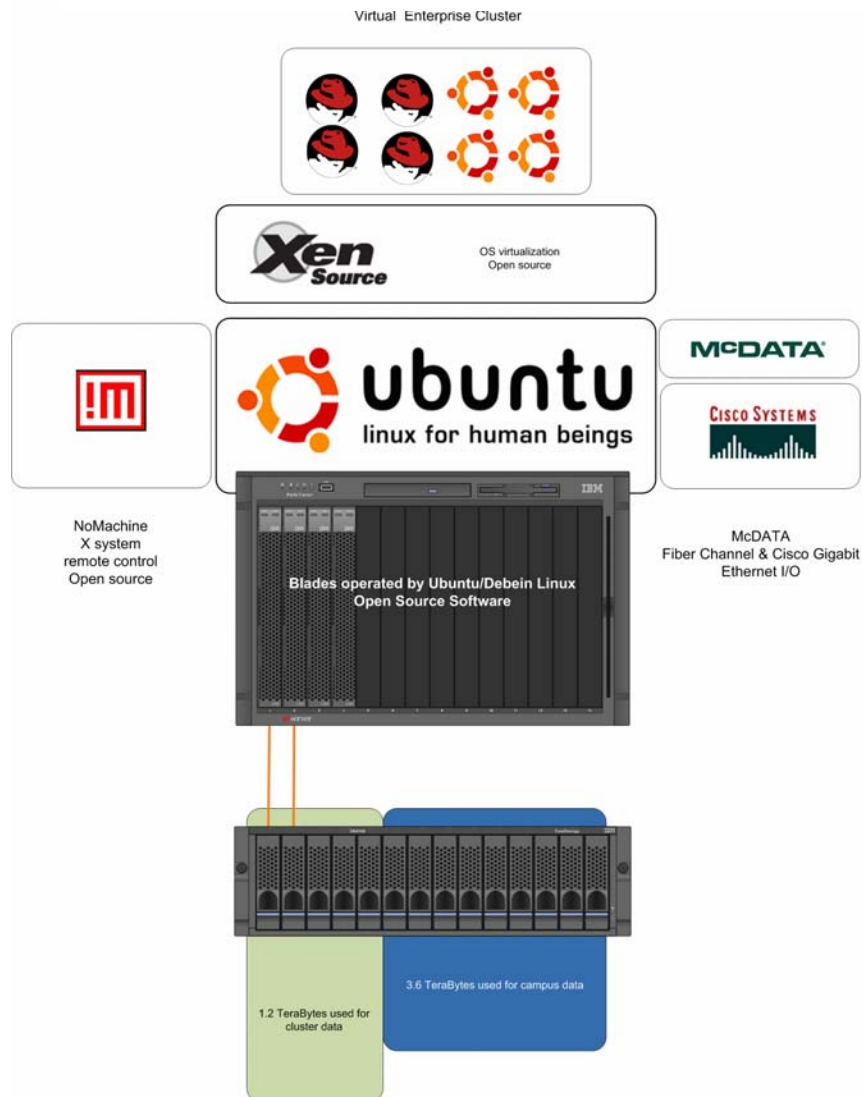 Virtual Enterprise Cluster
Xen
Source
OS virtualization
Open source
!M
ubuntu
linux for human beings
McDATA
CISCO SYSTEMS
NoMachine
X system
remote control
Open source
McDATA
Fiber Channel & Cisco Gigabit
Ethernet I/O
IBM
Blades operated by Ubuntu/Debein Linux
Open Source Software
IBM
3.6 TeraBytes used for campus data
1.2 TeraBytes used for
cluster data